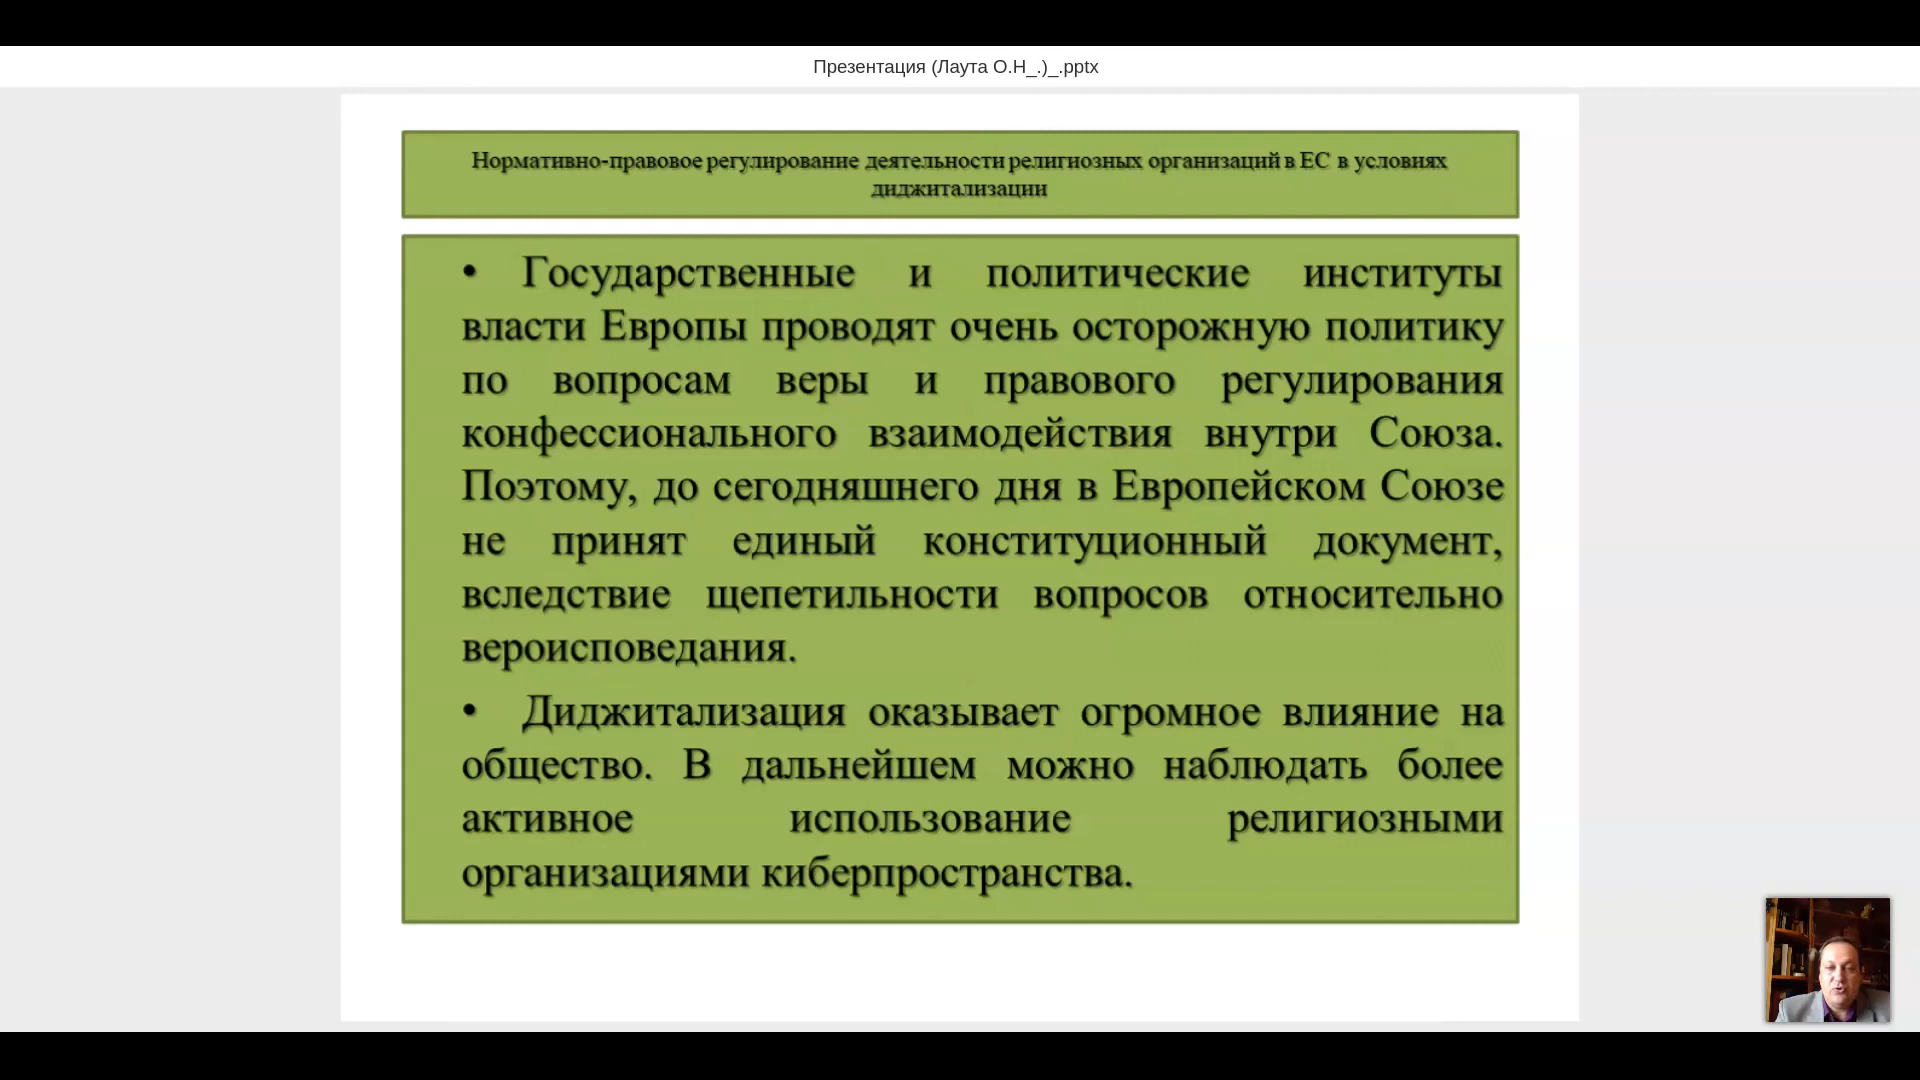 Презентация (Лаута О.Н_.)_.pptx
Нормативно-правовое регулирование деятельности религиозных организаций в ЕС в условиях
диджитализации
• Государственные и политические институты
власти Европы проводят очень осторожную политику
по вопросам веры и правового регулирования
конфессионального взаимодействия внутри Союза.
Поэтому, до сегодняшнего дня в Европейском Союзе
не принят единый конституционный документ,
вследствие щепетильности вопросов относительно
вероисповедания.
• Диджитализация оказывает огромное влияние на
общество. В дальнейшем можно наблюдать более
активное использование религиозными
организациями киберпространства.